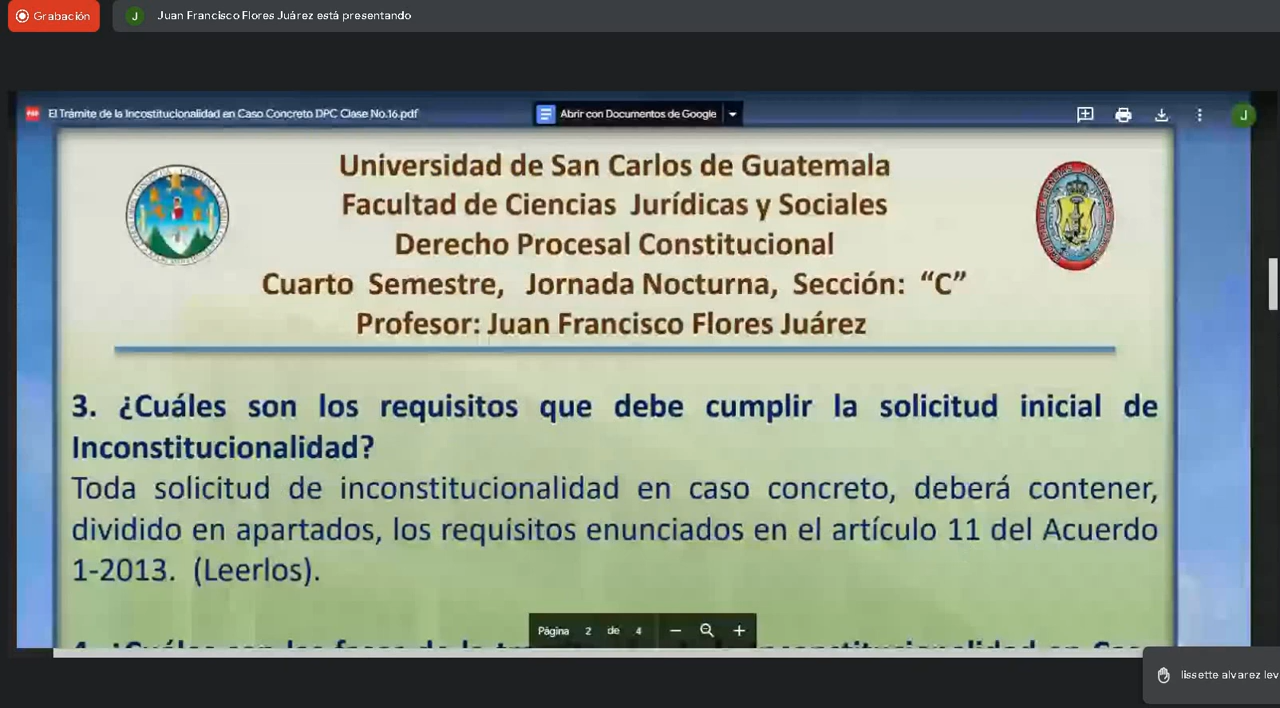 Grabación
J
Juan Francisco Flores Juárez está presentando
El Trámite de la Incostitucionalidad en Caso Concreto DPC Clase No.16.pdf
Abrir con Documentos de Google
J
Universidad de San Carlos de Guatemala
Facultad de Ciencias Jurídicas y Sociales
Derecho Procesal Constitucional
Cuarto Semestre, Jornada Nocturna, Sección: “C”
Profesor: Juan Francisco Flores Juárez
3. ¿Cuáles son los requisitos que debe cumplir la solicitud inicial de
Inconstitucionalidad?
Toda solicitud de inconstitucionalidad en caso concreto, deberá contener,
dividido en apartados, los requisitos enunciados en el artículo 11 del Acuerdo
1-2013. (Leerlos).
Página 2 de 4
lissette alvarez lev